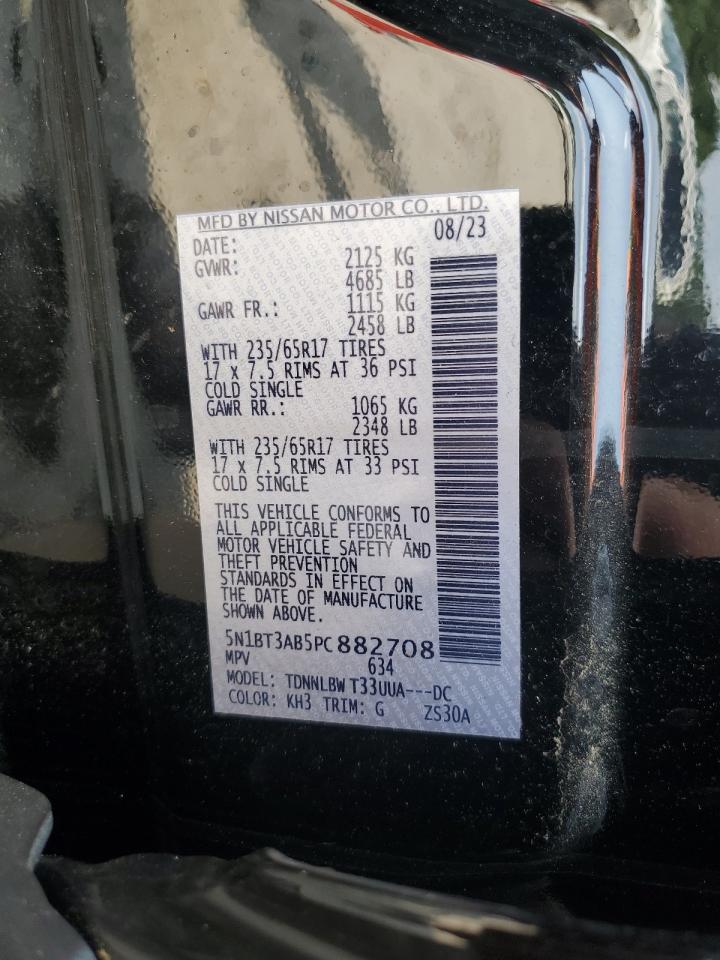 MFD BY NISSAN MOTOR CO., LTD.
DATE: 08/23
GVWR: 2125 KG
4685 LB
GAWR FR.: 1115 KG
2458 LB
WITH 235/65R17 TIRES
17 x 7.5 RIMS AT 36 PSI
COLD SINGLE
GAWR RR.: 1065 KG
2348 LB
WITH 235/65R17 TIRES
17 x 7.5 RIMS AT 33 PSI
COLD SINGLE
THIS VEHICLE CONFORMS TO
ALL APPLICABLE FEDERAL
MOTOR VEHICLE SAFETY AND
THEFT PREVENTION
STANDARDS IN EFFECT ON
THE DATE OF MANUFACTURE
SHOWN ABOVE.
5N1BT3AB5PC882708
MPV 634
MODEL: TDNNLBW T33UUA---DC
COLOR: KH3 TRIM: G ZS30A